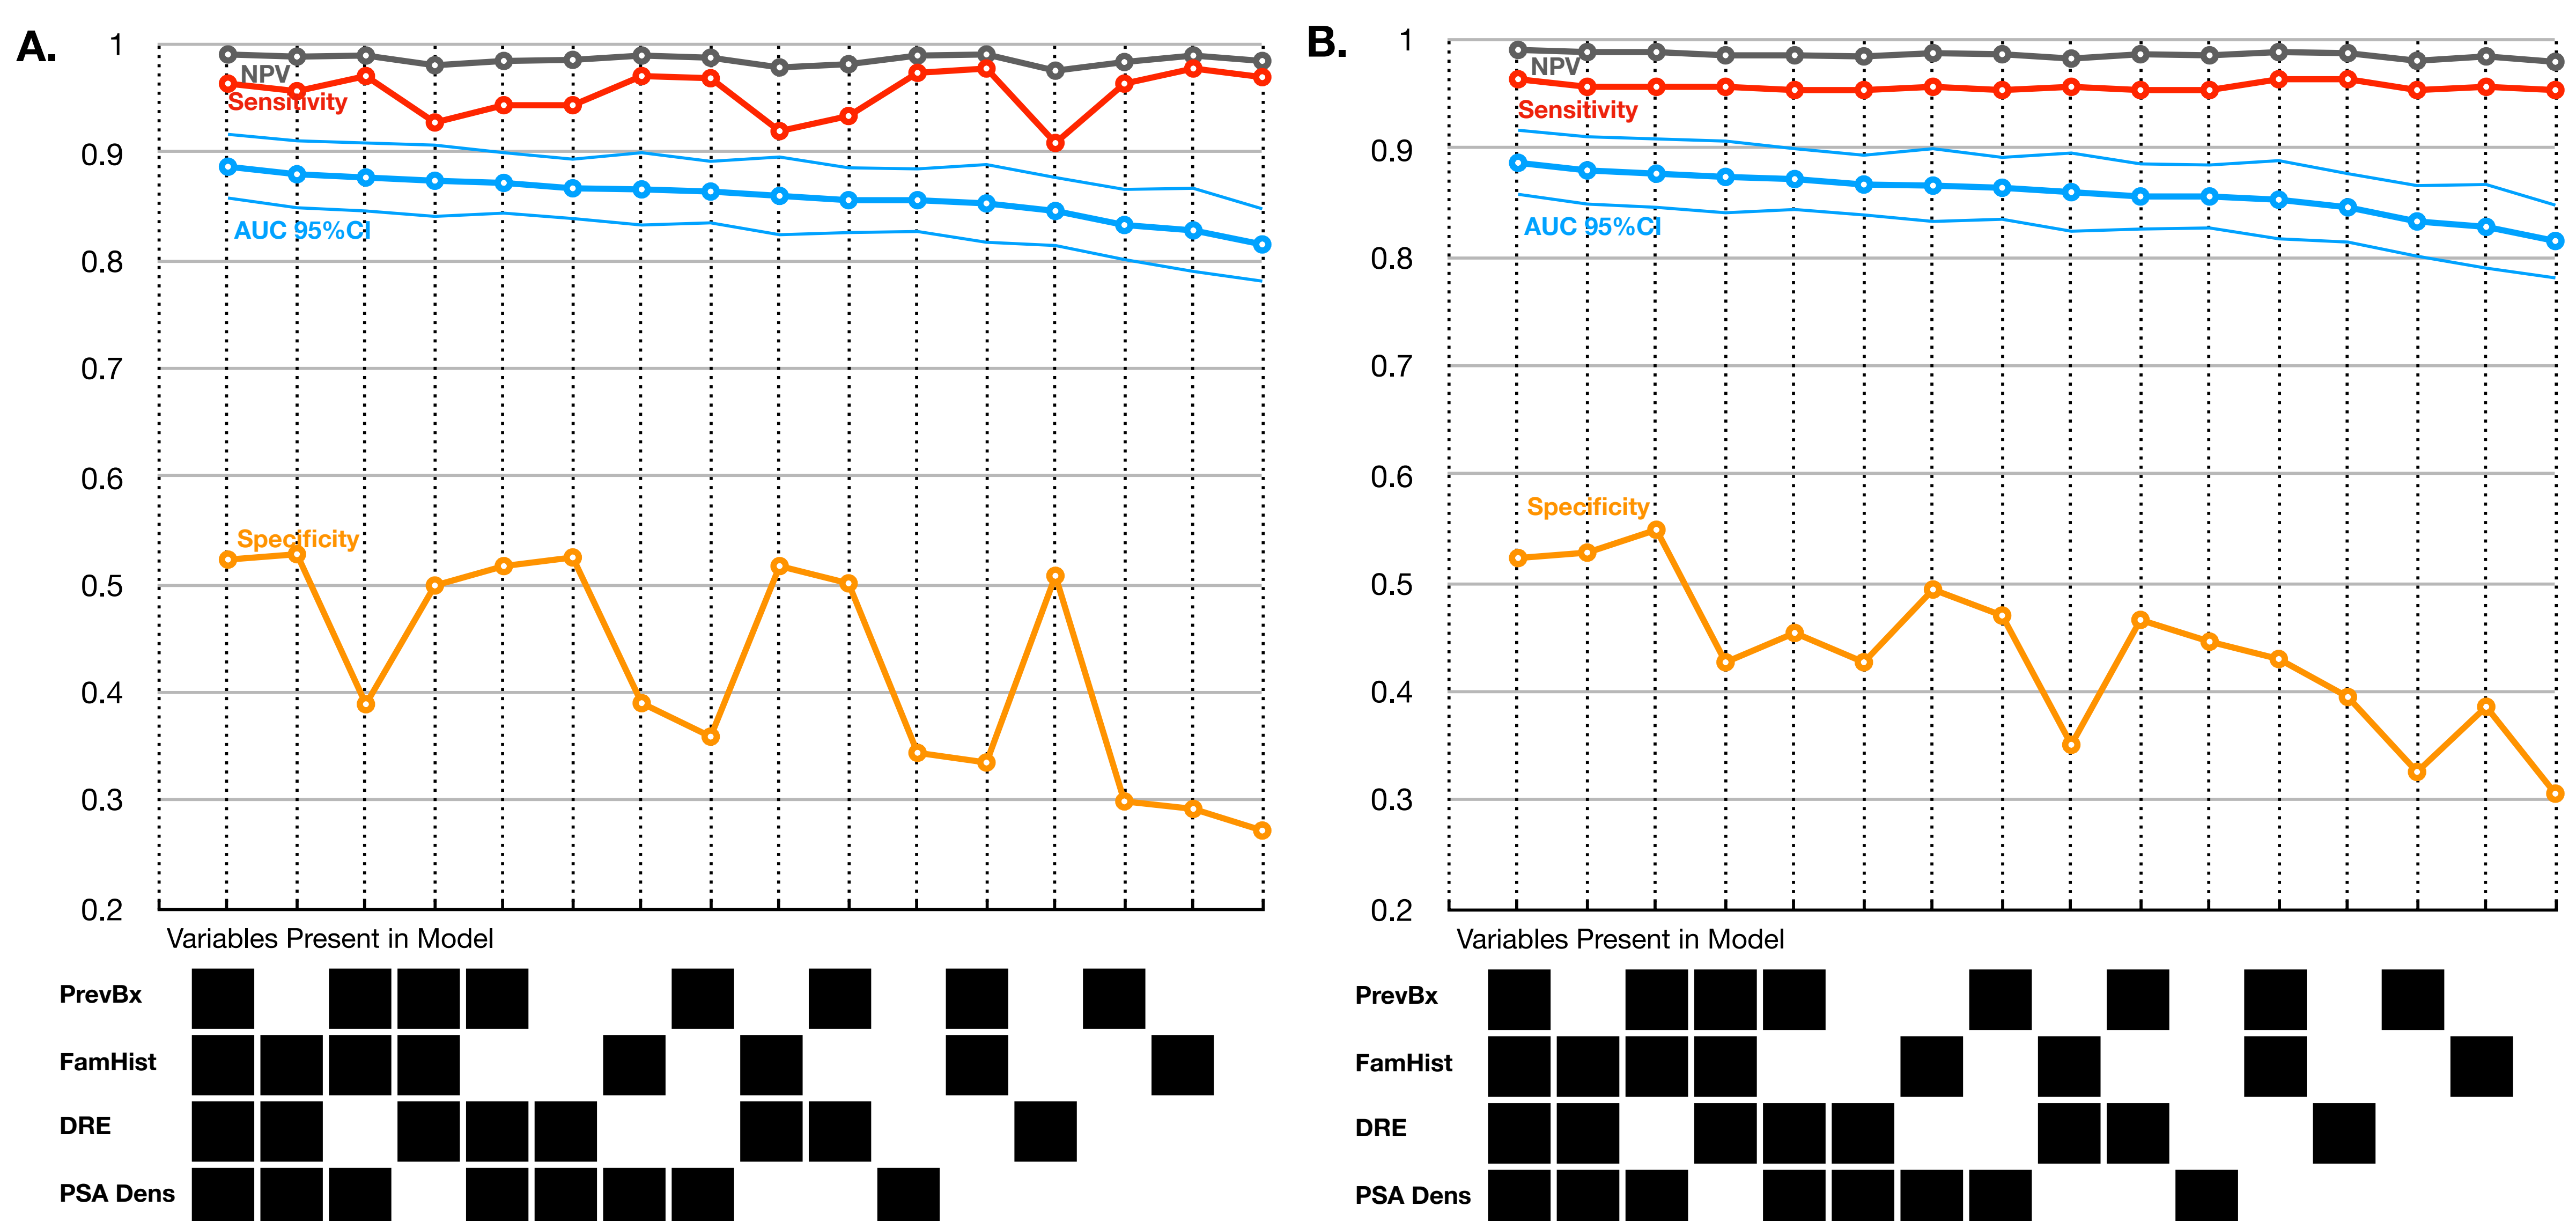 A.
1
NPV
Sensitivity
0.9
AUC 95%CI
0.8
0.7
0.6
Specificity
0.5
0.4
0.3
0.2
Variables Present in Model
PrevBx
FamHist
DRE
PSA Dens
B.
1
NPV
Sensitivity
0.9
AUC 95%CI
0.8
0.7
0.6
Specificity
0.5
0.4
0.3
0.2
Variables Present in Model
PrevBx
FamHist
DRE
PSA Dens